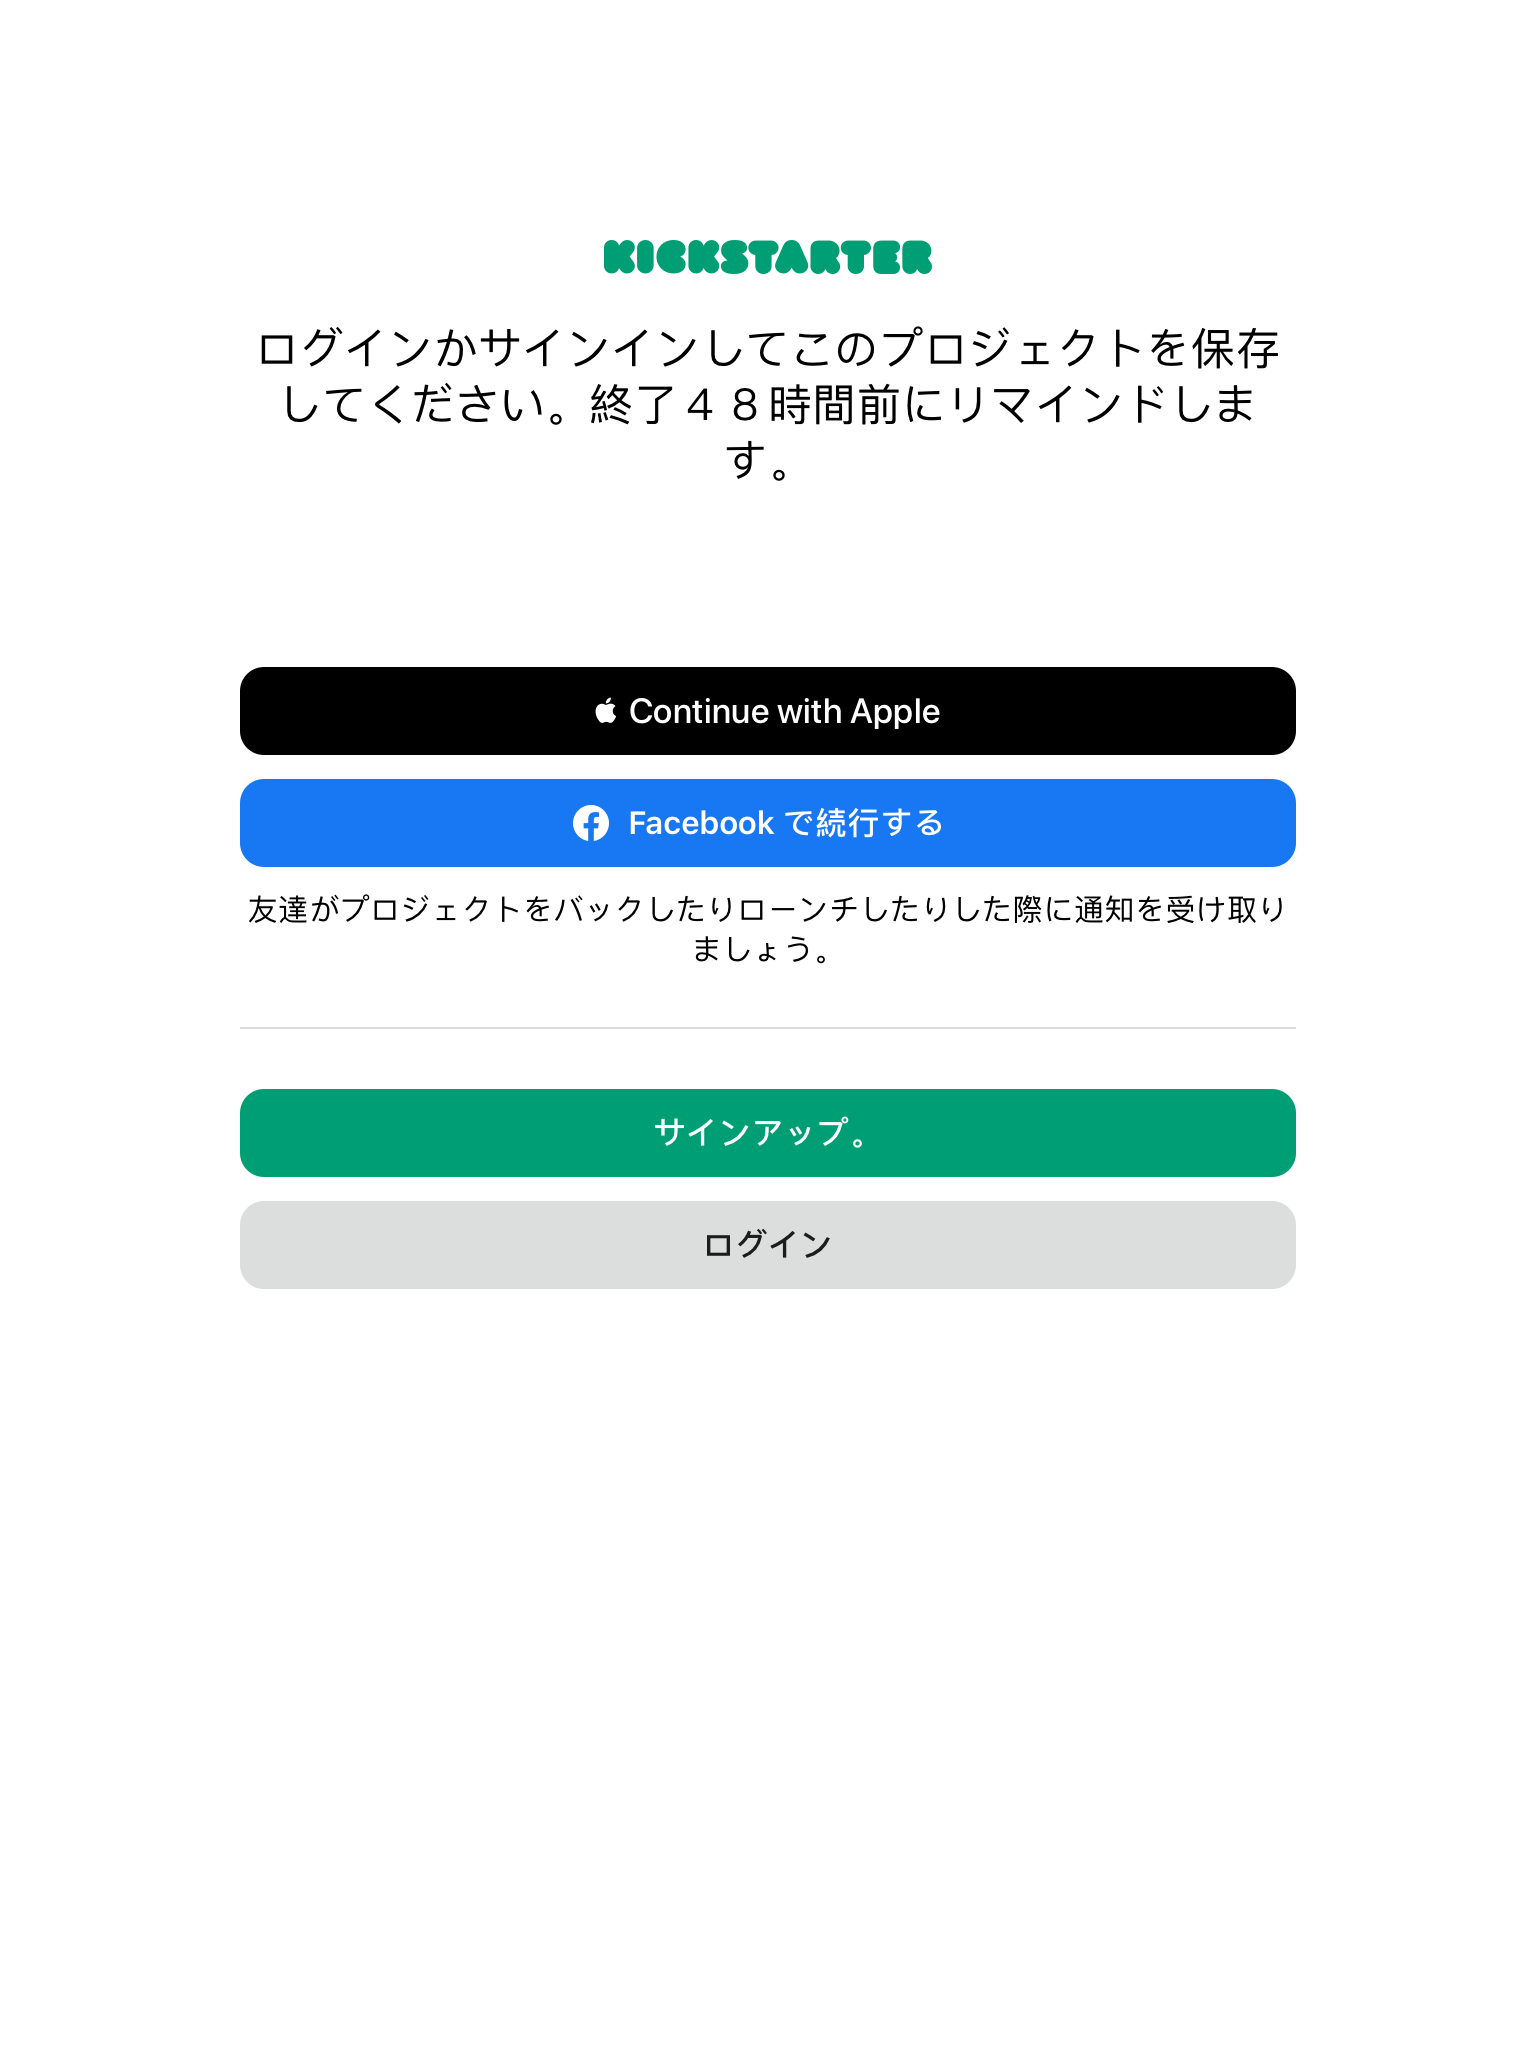 KICKSTARTER
ログインかサインインしてこのプロジェクトを保存
してください。終了４８時間前にリマインドしま
す。
Continue with Apple
Facebook で続行する
友達がプロジェクトをバックしたりローンチしたりした際に通知を受け取り
ましょう。
サインアップ。
ログイン